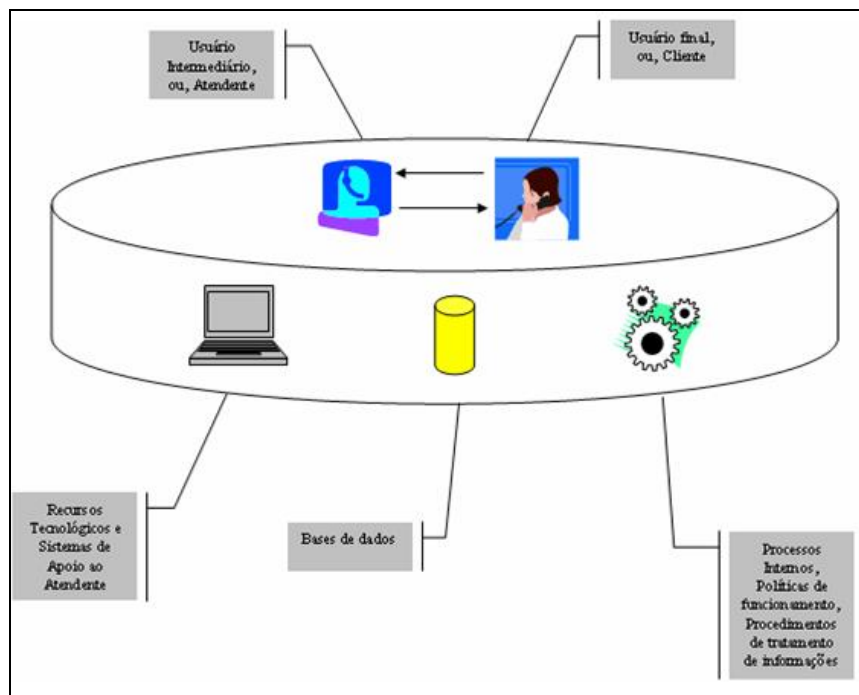 Usuário
Intermediário,
ou, Atendente
Usuário final,
ou, Cliente
Recursos
Tecnológicos e
Sistemas de
Apoio ao
Atendente
Bases de dados
Processos
Internos,
Políticas de
funcionamento,
Procedimentos
de tratamento
de informações